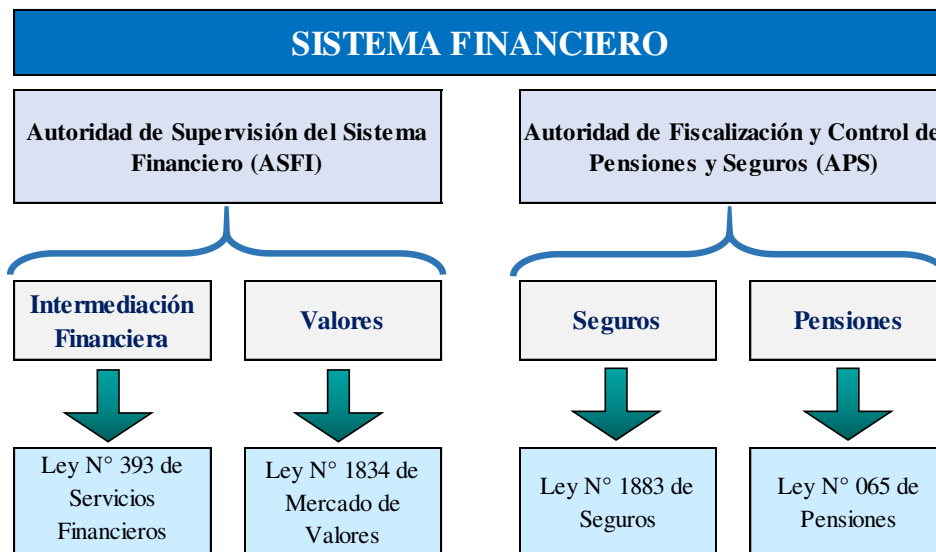 SISTEMA FINANCIERO
Autoridad de Supervisión del Sistema
Financiero (ASFI)
Autoridad de Fiscalización y Control de
Pensiones y Seguros (APS)
Intermediación
Financiera
Valores
Seguros
Pensiones
Ley N° 393 de
Servicios
Financieros
Ley N° 1834 de
Mercado de
Valores
Ley N° 1883 de
Seguros
Ley N° 065 de
Pensiones